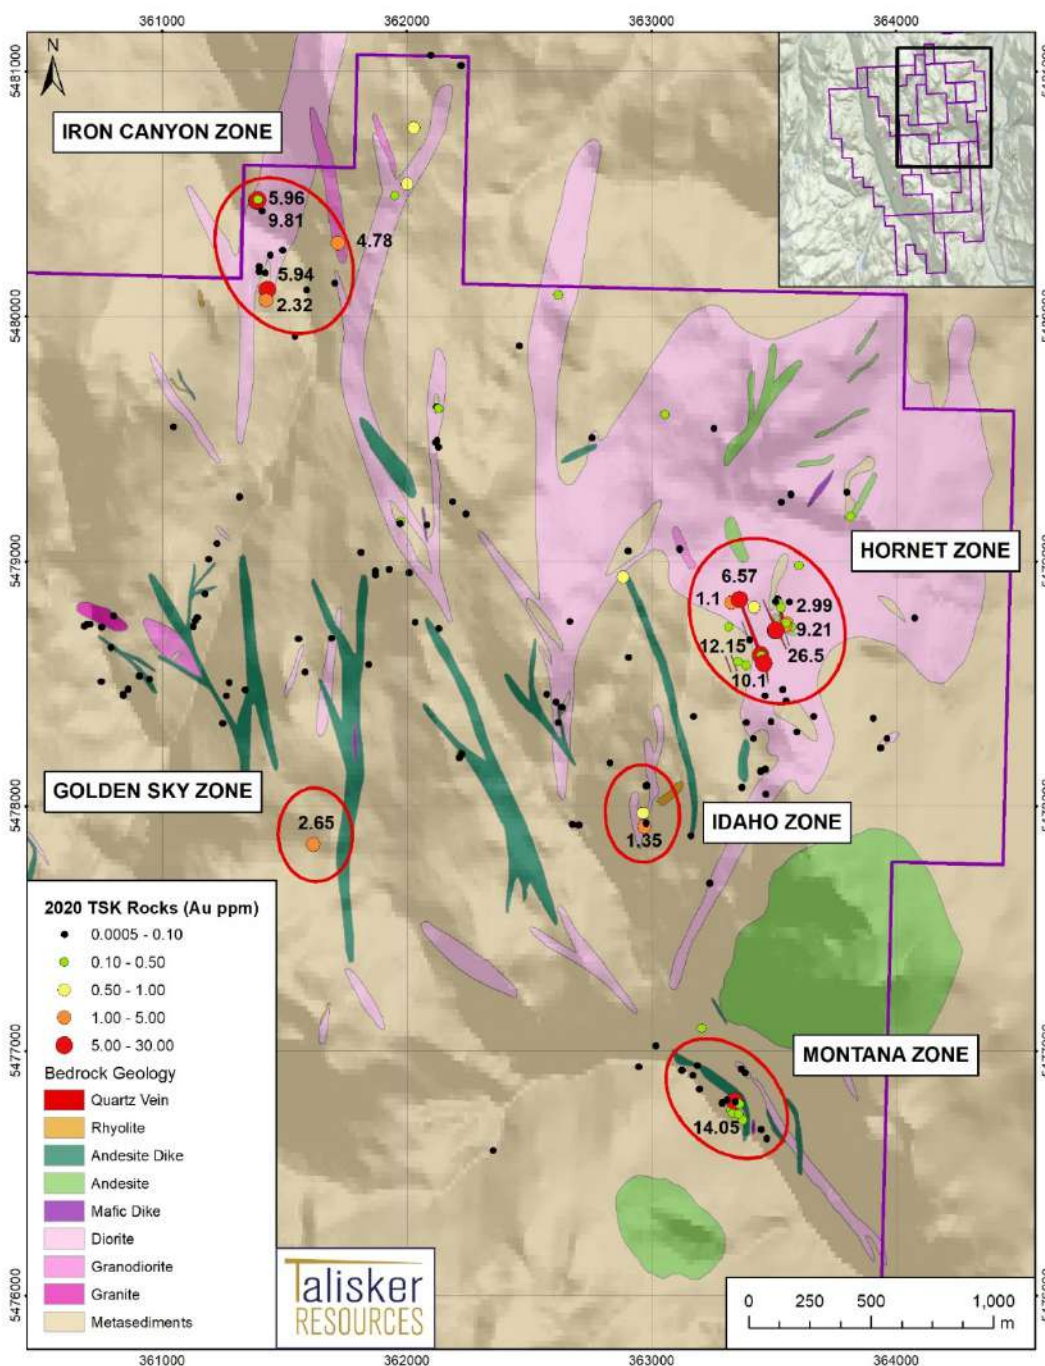 361000 362000 363000 364000
5481000
5480000
5479000
5478000
5477000
5476000
N
IRON CANYON ZONE
5.96
9.81
4.78
5.94
2.32
HORNET ZONE
6.57
1.1
2.99
9.21
12.15
26.5
10.1
GOLDEN SKY ZONE
2.65
IDAHO ZONE
1.35
MONTANA ZONE
14.05
2020 TSK Rocks (Au ppm)
0.0005 - 0.10
0.10 - 0.50
0.50 - 1.00
1.00 - 5.00
5.00 - 30.00
Bedrock Geology
Quartz Vein
Rhyolite
Andesite Dike
Andesite
Mafic Dike
Diorite
Granodiorite
Granite
Metasediments
Talisker
RESOURCES
0 250 500 1,000
m
361000 362000 363000 364000